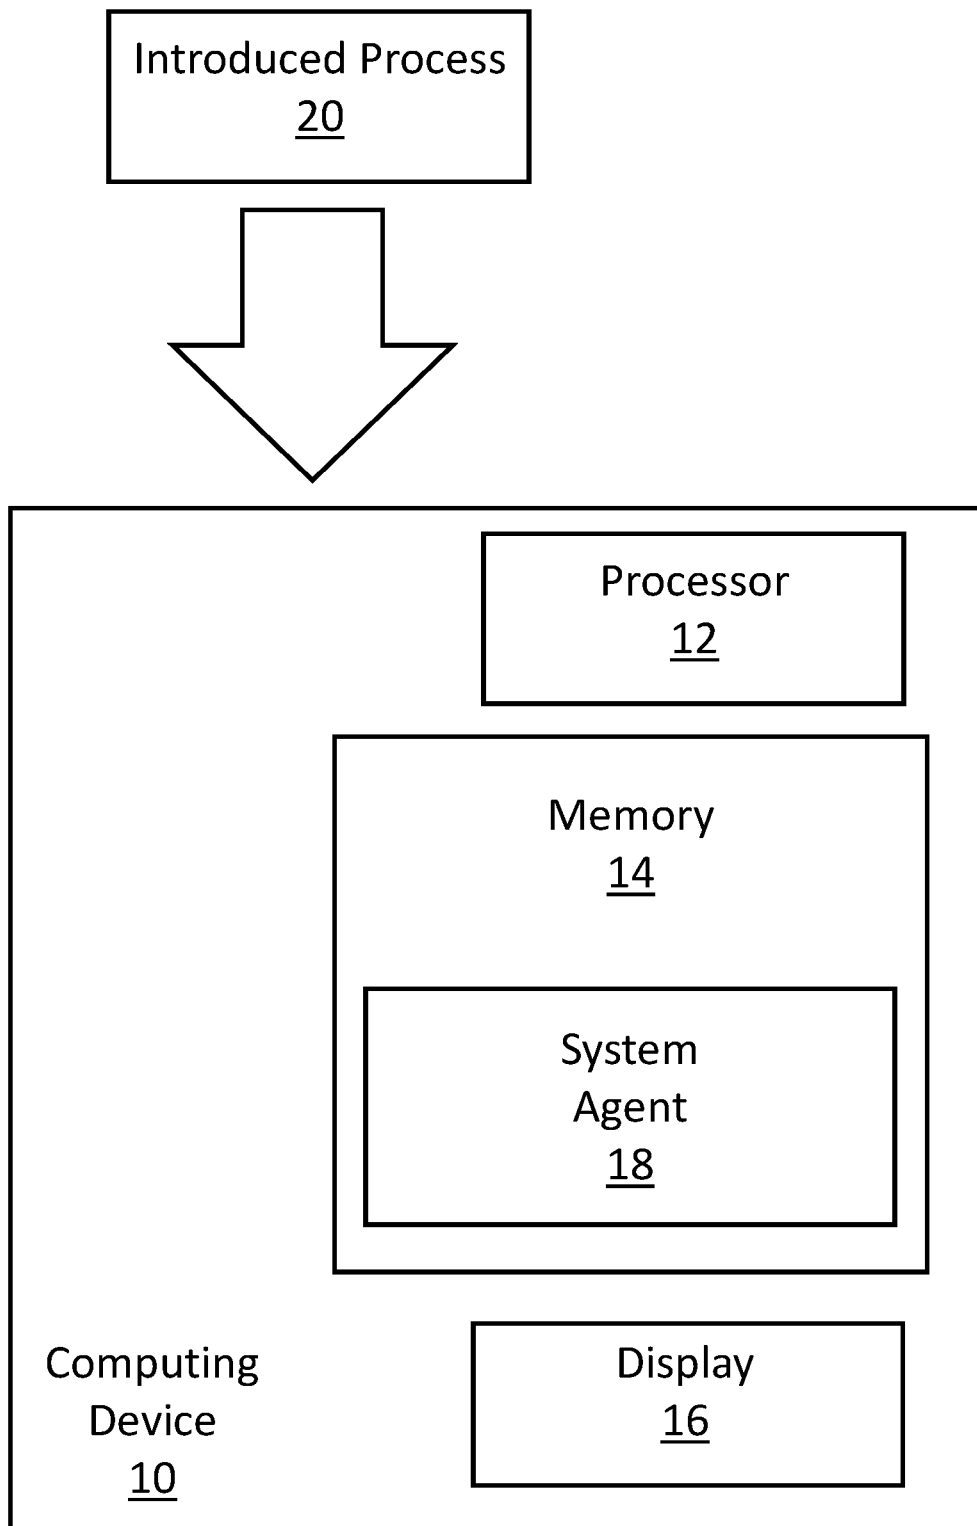 Introduced Process
20
Processor
12
Memory
14
System
Agent
18
Computing
Device
10
Display
16